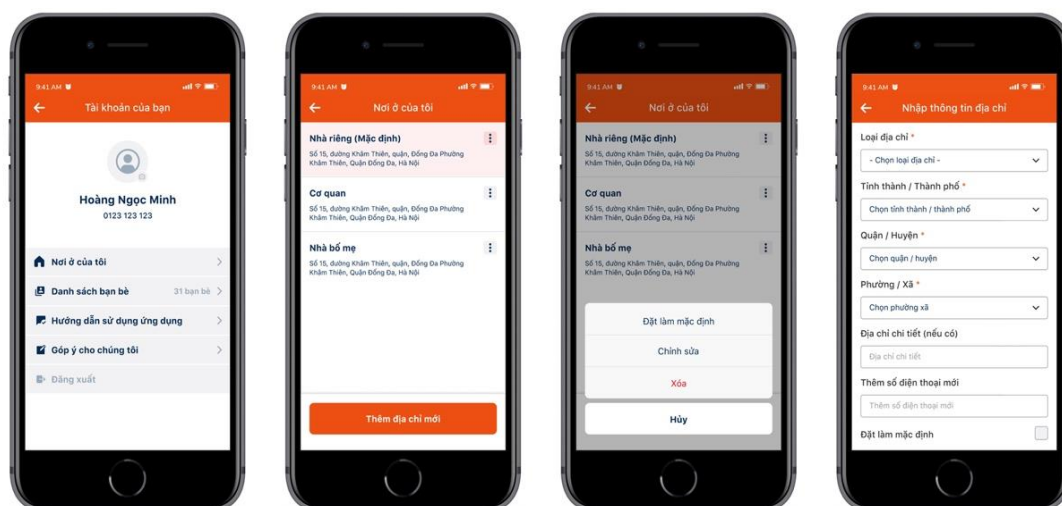 9:41 AM
Tài khoản của bạn
Hoàng Ngọc Minh
0123 123 123
Nơi ở của tôi
Danh sách bạn bè 31 bạn bè
Hướng dẫn sử dụng ứng dụng
Góp ý cho chúng tôi
Đăng xuất
9:41 AM
Nơi ở của tôi
Nhà riêng (Mặc định)
Số 15, đường Khâm Thiên, quận, Đống Đa Phường
Khâm Thiên, Quận Đống Đa, Hà Nội
Cơ quan
Số 15, đường Khâm Thiên, quận, Đống Đa Phường
Khâm Thiên, Quận Đống Đa, Hà Nội
Nhà bố mẹ
Số 15, đường Khâm Thiên, quận, Đống Đa Phường
Khâm Thiên, Quận Đống Đa, Hà Nội
Thêm địa chỉ mới
9:41 AM
Nơi ở của tôi
Nhà riêng (Mặc định)
Số 15, đường Khâm Thiên, quận, Đống Đa Phường
Khâm Thiên, Quận Đống Đa, Hà Nội
Cơ quan
Số 15, đường Khâm Thiên, quận, Đống Đa Phường
Khâm Thiên, Quận Đống Đa, Hà Nội
Nhà bố mẹ
Số 15, đường Khâm Thiên, quận, Đống Đa Phường
Khâm Thiên, Quận Đống Đa, Hà Nội
Đặt làm mặc định
Chỉnh sửa
Xóa
Hủy
9:41 AM
Nhập thông tin địa chỉ
Loại địa chỉ *
- Chọn loại địa chỉ -
Tỉnh thành / Thành phố *
Chọn tỉnh thành / thành phố
Quận / Huyện *
Chọn quận / huyện
Phường / Xã *
Chọn phường xã
Địa chỉ chi tiết (nếu có)
Địa chỉ chi tiết
Thêm số điện thoại mới
Thêm số điện thoại mới
Đặt làm mặc định